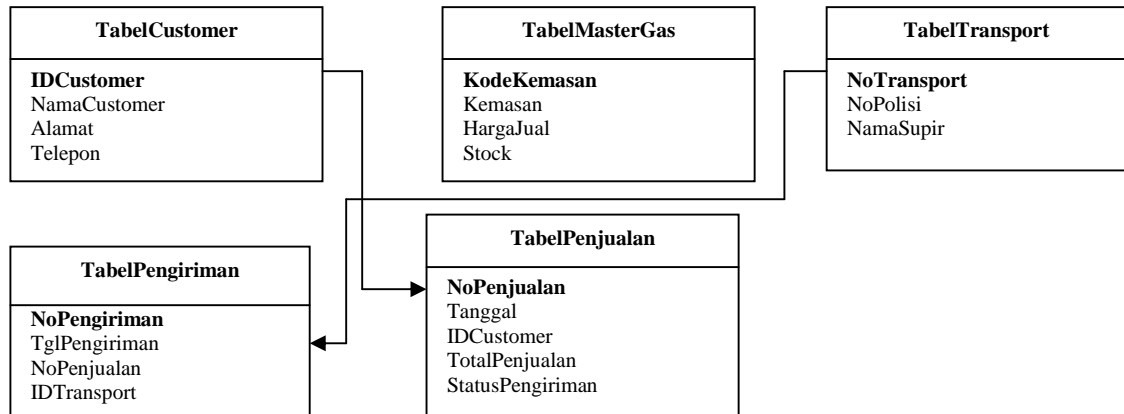 TabelCustomer
IDCustomer
NamaCustomer
Alamat
Telepon
TabelMasterGas
KodeKemasan
Kemasan
HargaJual
Stock
TabelTransport
NoTransport
NoPolisi
NamaSupir
TabelPengiriman
NoPengiriman
TglPengiriman
NoPenjualan
IDTransport
TabelPenjualan
NoPenjualan
Tanggal
IDCustomer
TotalPenjualan
StatusPengiriman